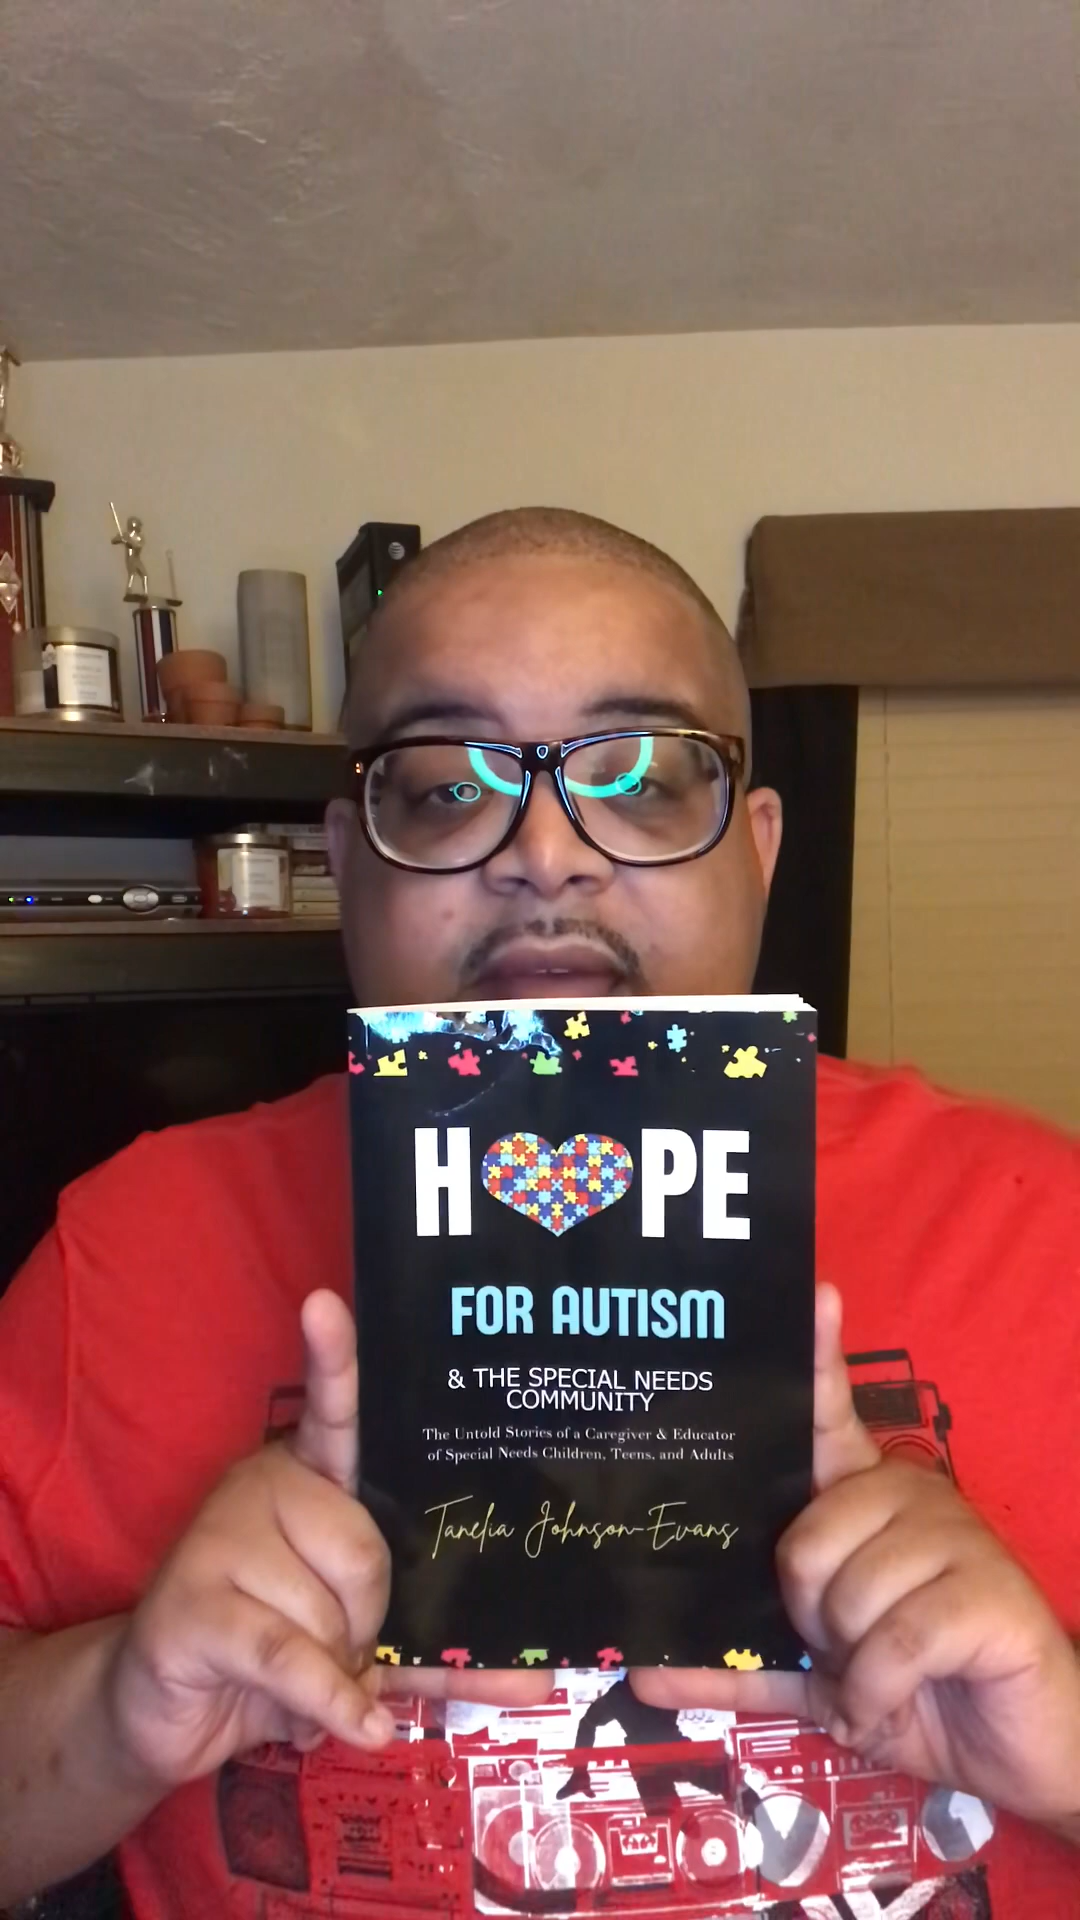 H PE
FOR AUTISM
& THE SPECIAL NEEDS
COMMUNITY
The Untold Stories of a Caregiver & Educator
of Special Needs Children, Teens, and Adults
Tanelia Johnson-Evans